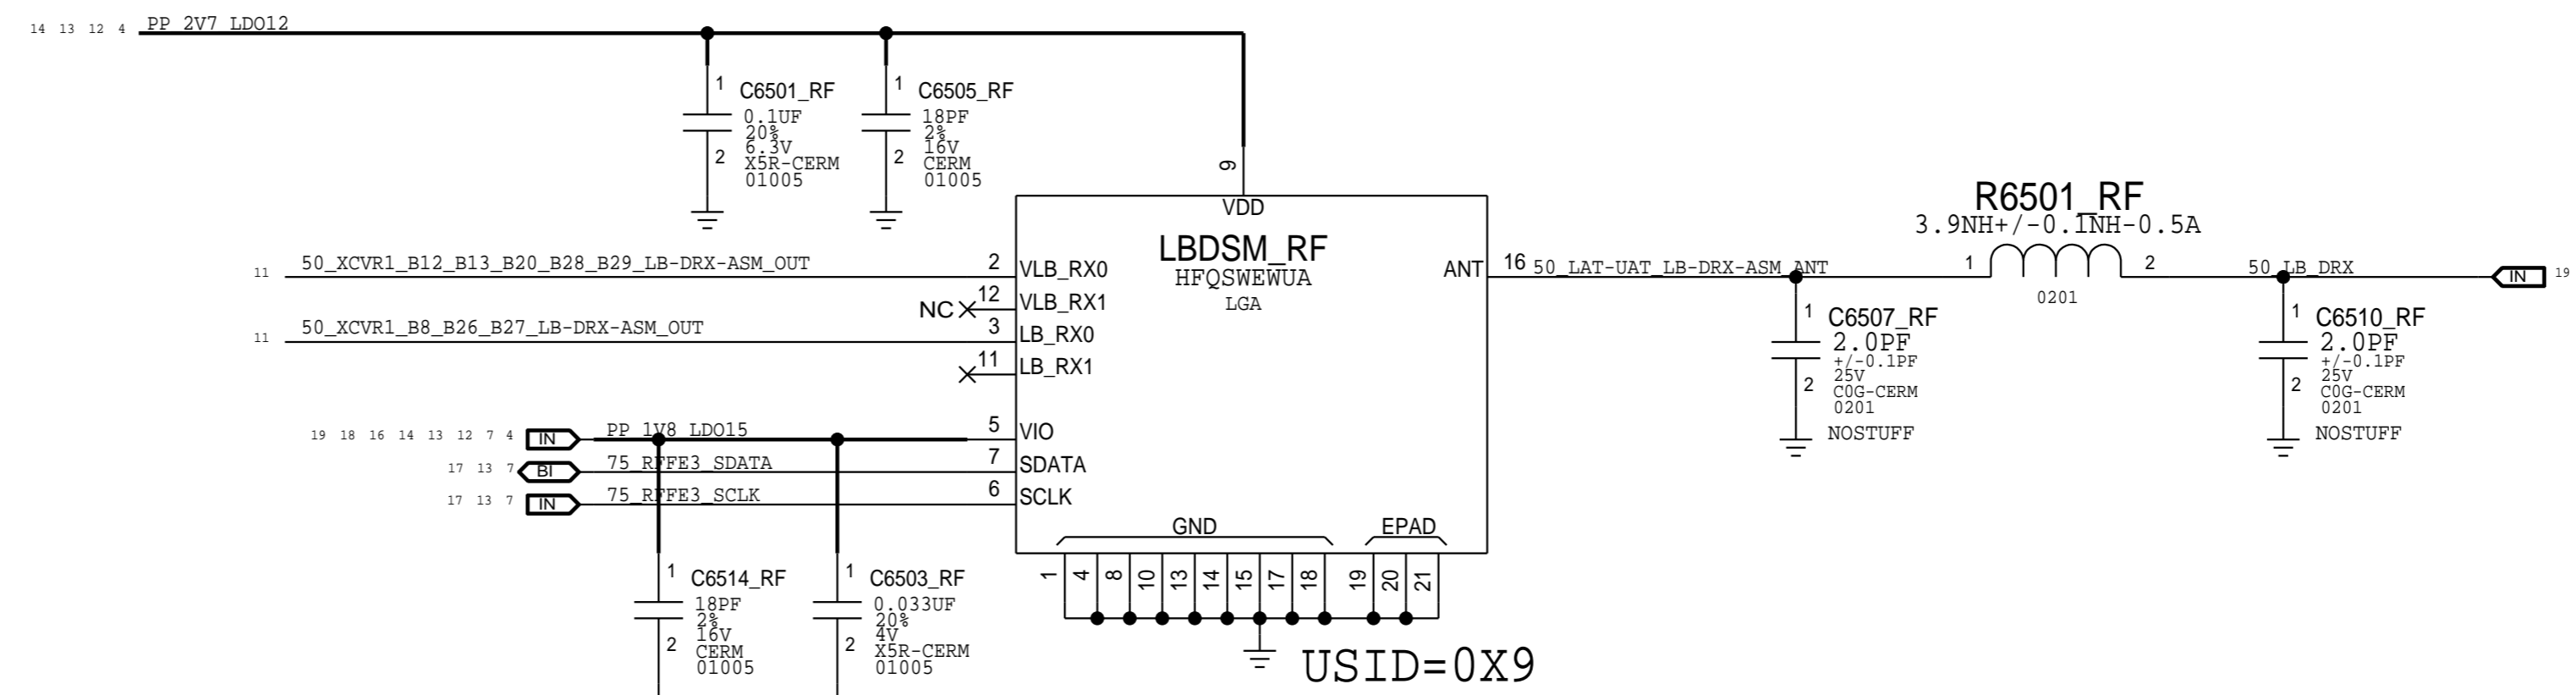 14 13 12 4 PP_2V7_LDO12
1 C6501_RF
0.1UF
20%
6.3V
2 X5R-CERM
01005
1 C6505_RF
18PF
2%
16V
2 CERM
01005
9
VDD
LBDSM_RF
HFQSWEWUA
LGA
11 50_XCVR1_B12_B13_B20_B28_B29_LB-DRX-ASM_OUT 2 VLB_RX0
NC 12 VLB_RX1
11 50_XCVR1_B8_B26_B27_LB-DRX-ASM_OUT 3 LB_RX0
11 LB_RX1
19 18 16 14 13 12 7 4 IN PP_1V8_LDO15 5 VIO
17 13 7 BI 75_RFFE3_SDATA 7 SDATA
17 13 7 IN 75_RFFE3_SCLK 6 SCLK
ANT 16 50_LAT-UAT_LB-DRX-ASM_ANT
R6501_RF
3.9NH+/-0.1NH-0.5A
1 2
0201
50_LB_DRX IN 19
1 C6507_RF
2.0PF
+/-0.1PF
25V
2 C0G-CERM
0201
NOSTUFF
1 C6510_RF
2.0PF
+/-0.1PF
25V
2 C0G-CERM
0201
NOSTUFF
GND EPAD
1 4 8 10 13 14 15 17 18 19 20 21
1 C6514_RF
18PF
2%
16V
2 CERM
01005
1 C6503_RF
0.033UF
20%
4V
2 X5R-CERM
01005
USID=0X9